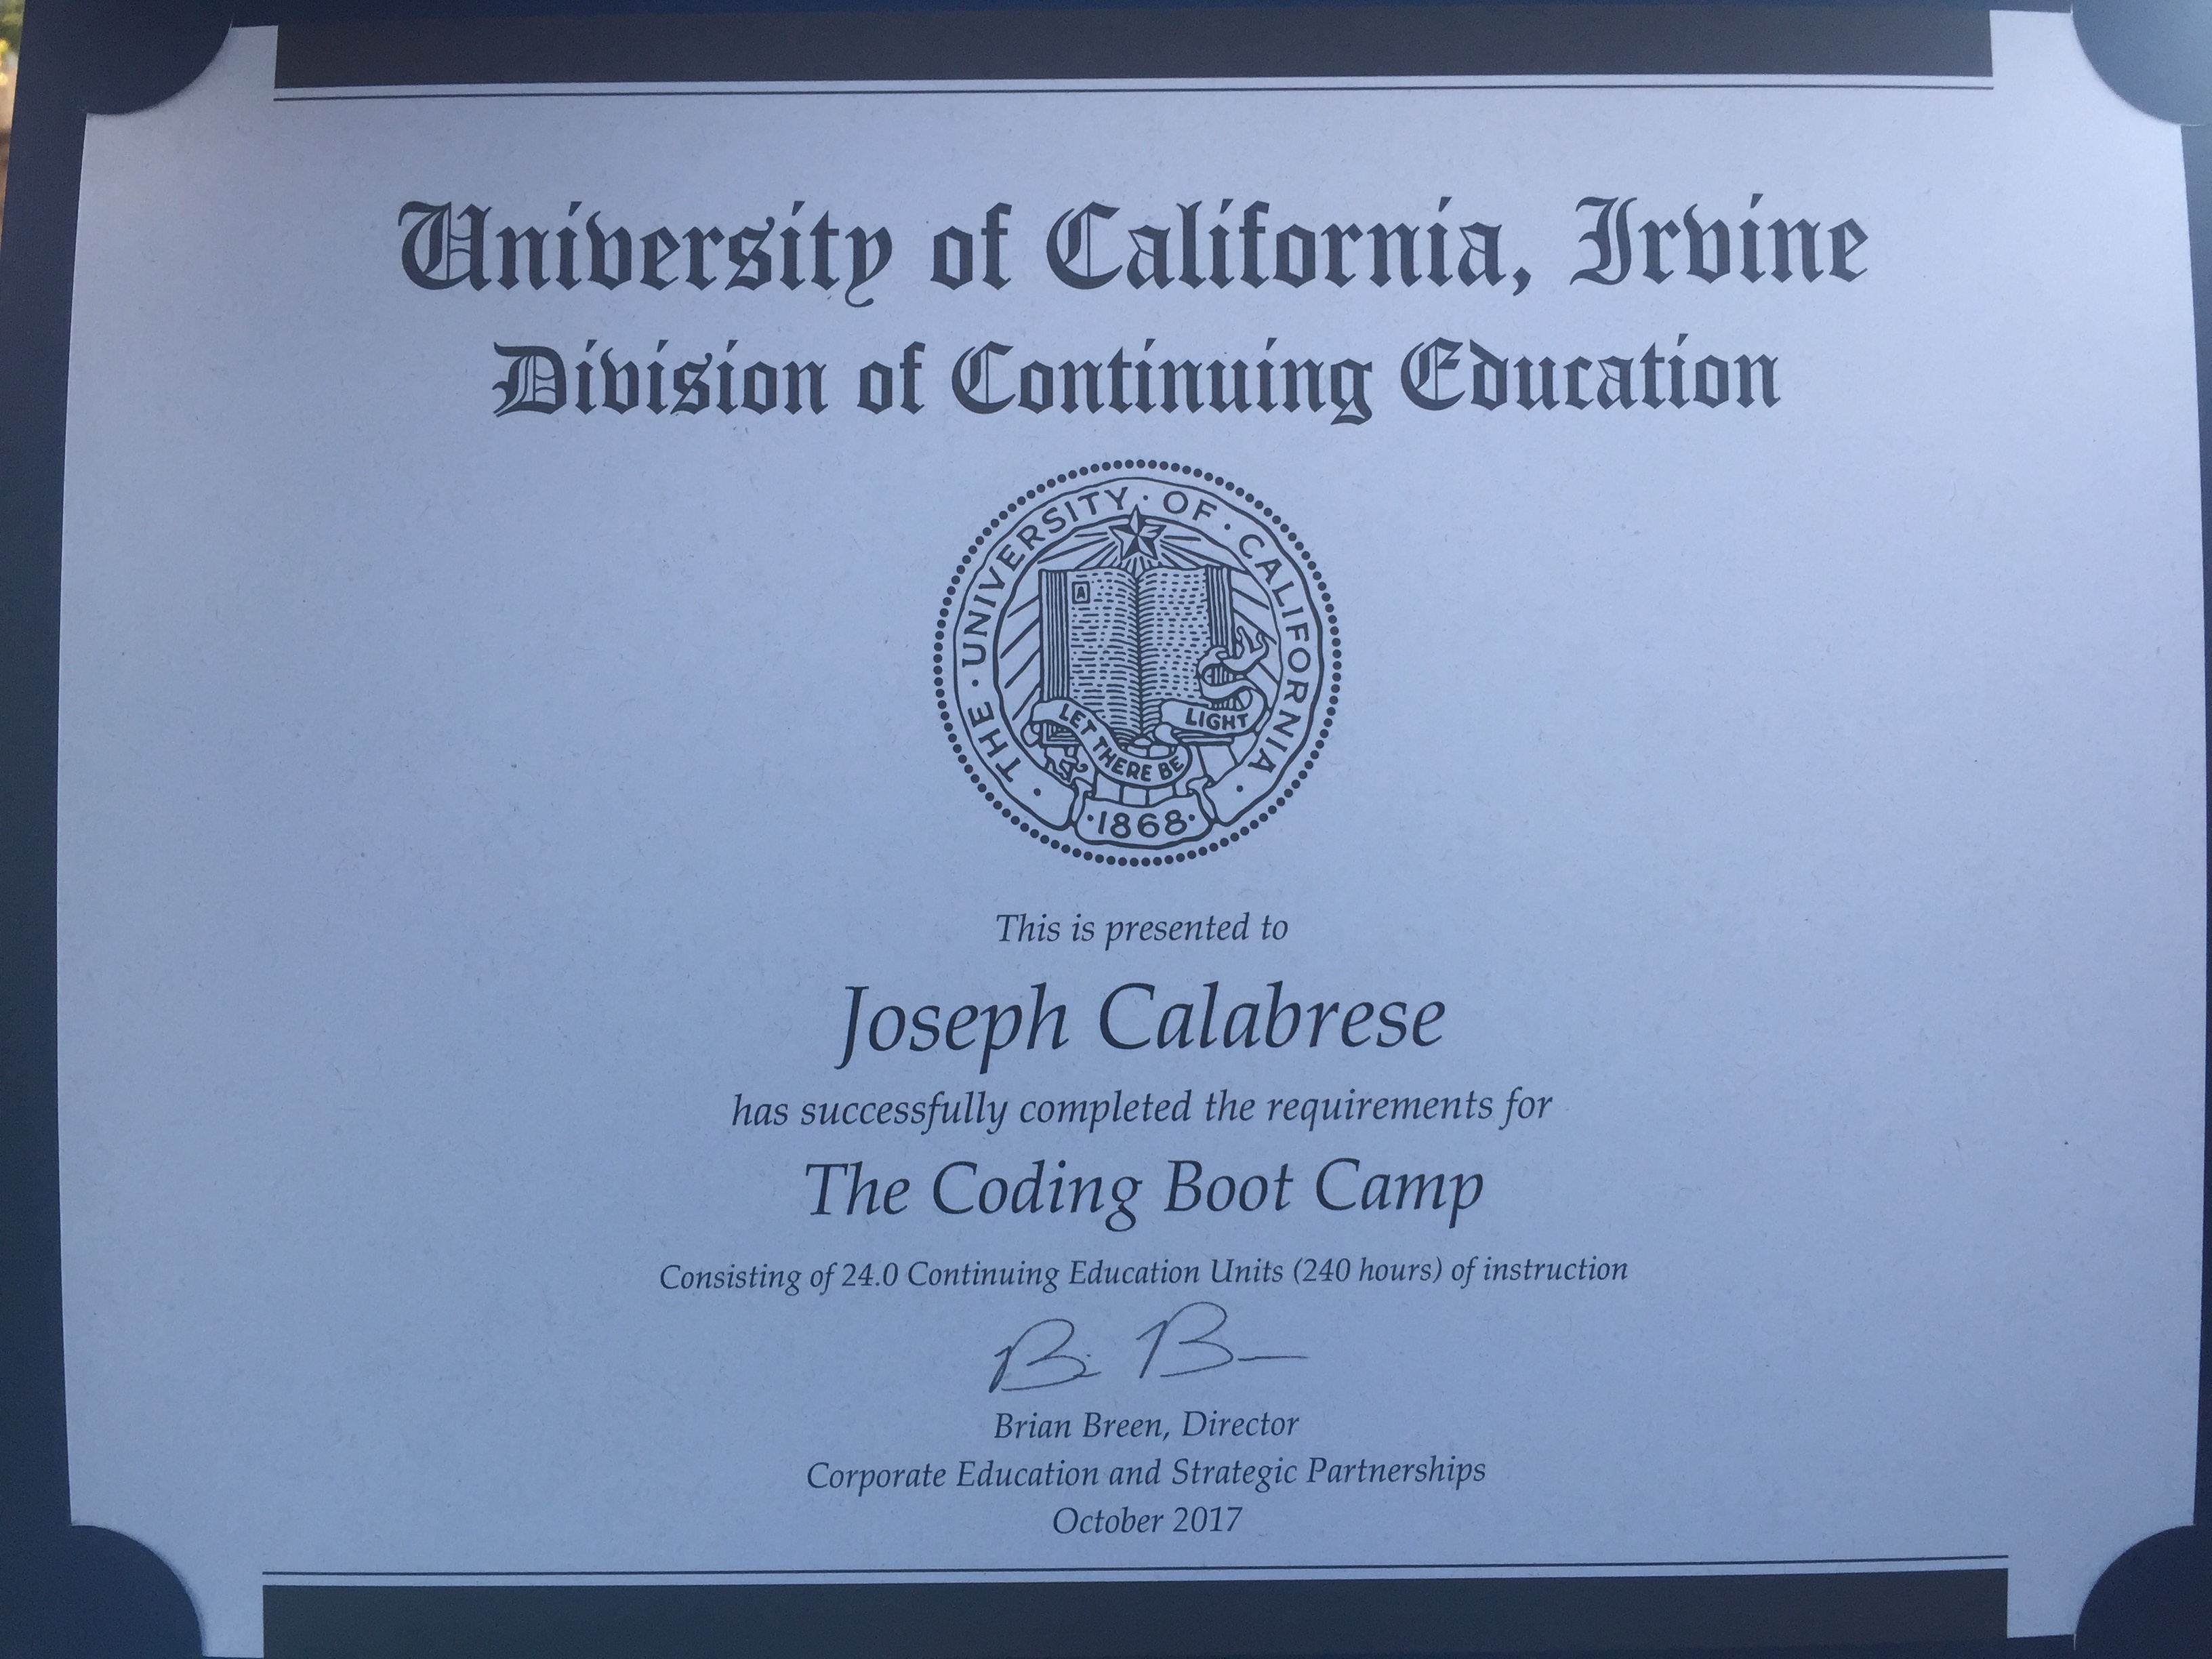 University of California, Irvine
Division of Continuing Education
THE · UNIVERSITY · OF · CALIFORNIA
A
LET THERE BE LIGHT
·1868·
This is presented to
Joseph Calabrese
has successfully completed the requirements for
The Coding Boot Camp
Consisting of 24.0 Continuing Education Units (240 hours) of instruction
Brian Breen, Director
Corporate Education and Strategic Partnerships
October 2017